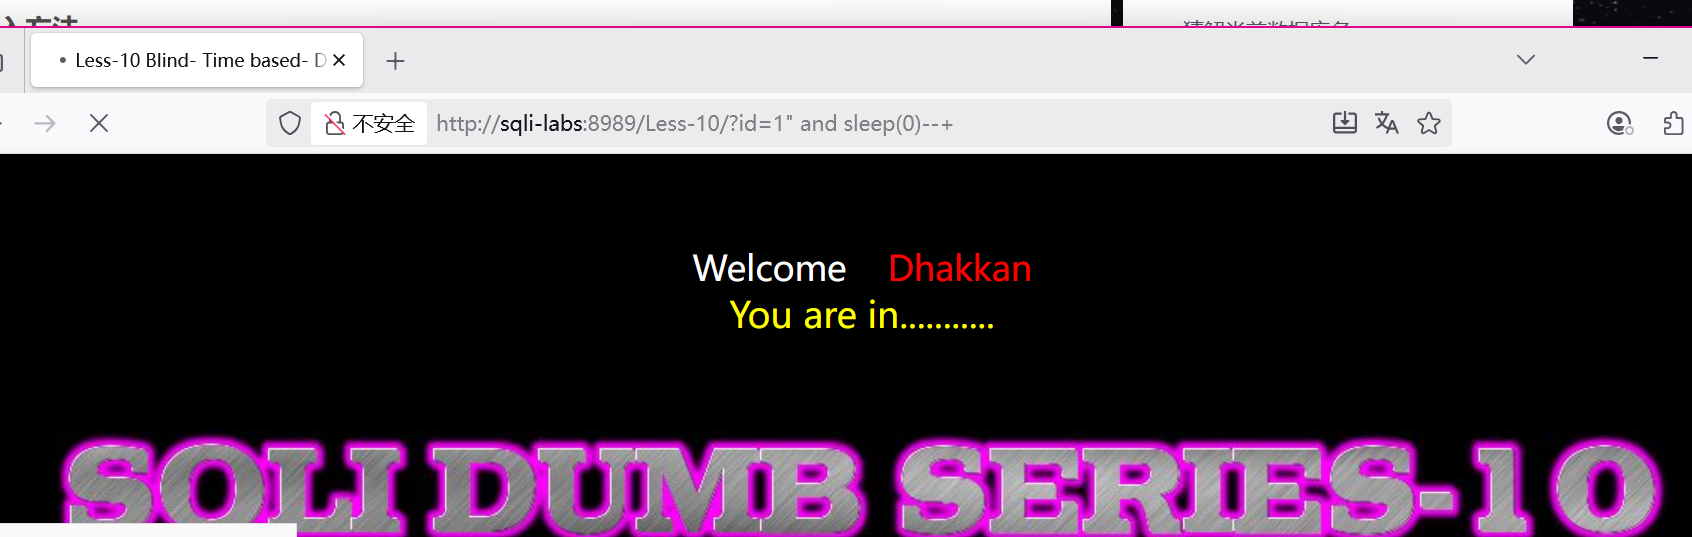 Less-10 Blind- Time based- D
不安全 http://sqli-labs:8989/Less-10/?id=1" and sleep(0)--+
Welcome Dhakkan
You are in...........
SQLI DUMB SERIES-10